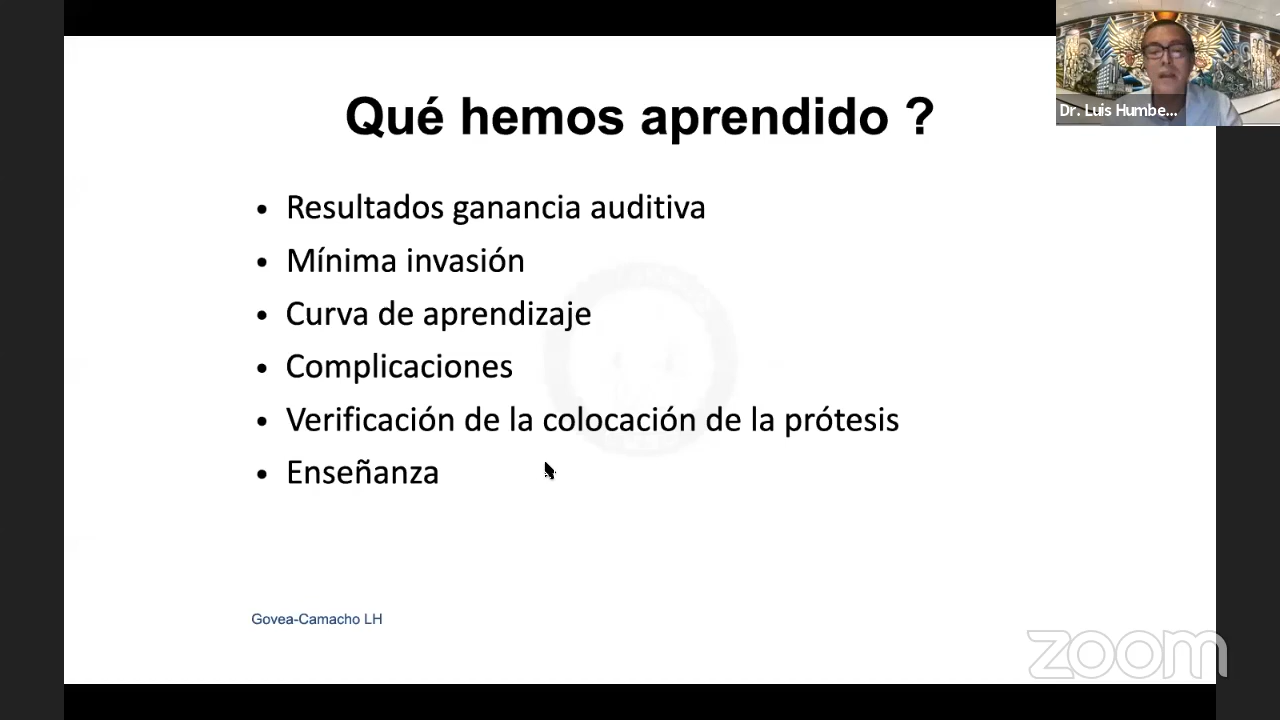 Qué hemos aprendido ?
Dr. Luis Humbe...
• Resultados ganancia auditiva
• Mínima invasión
• Curva de aprendizaje
• Complicaciones
• Verificación de la colocación de la prótesis
• Enseñanza
Govea-Camacho LH
zoom